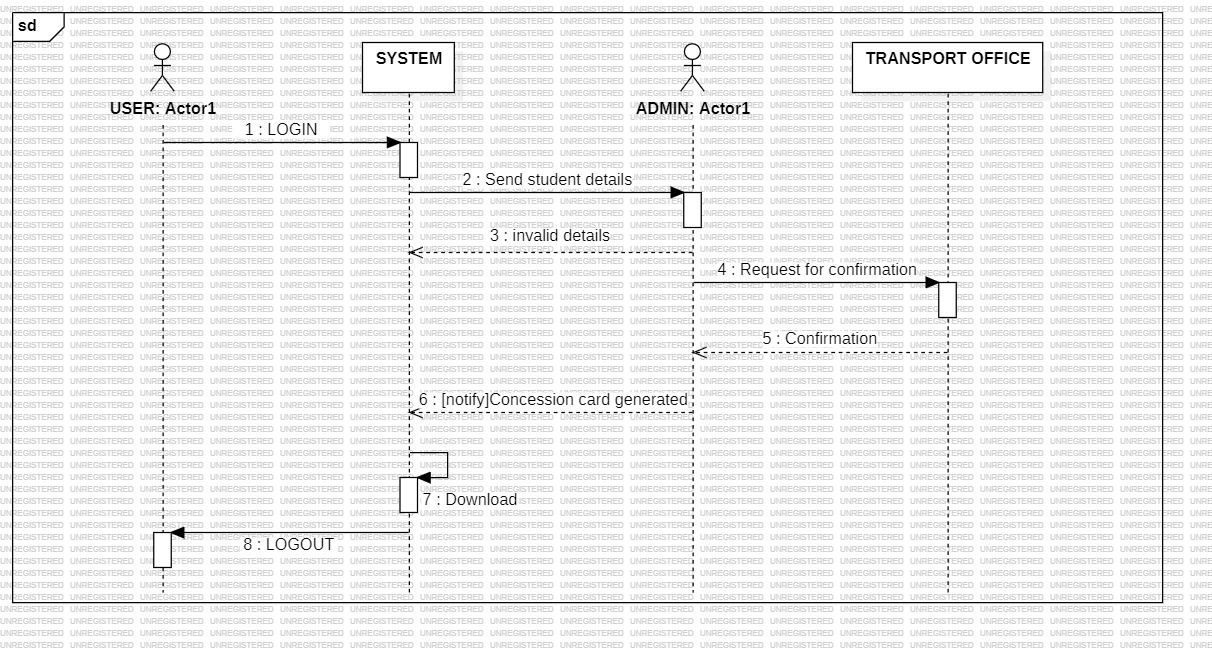 sd
SYSTEM
TRANSPORT OFFICE
USER: Actor1
ADMIN: Actor1
1 : LOGIN
2 : Send student details
3 : invalid details
4 : Request for confirmation
5 : Confirmation
6 : [notify]Concession card generated
7 : Download
8 : LOGOUT
UNREGISTERED